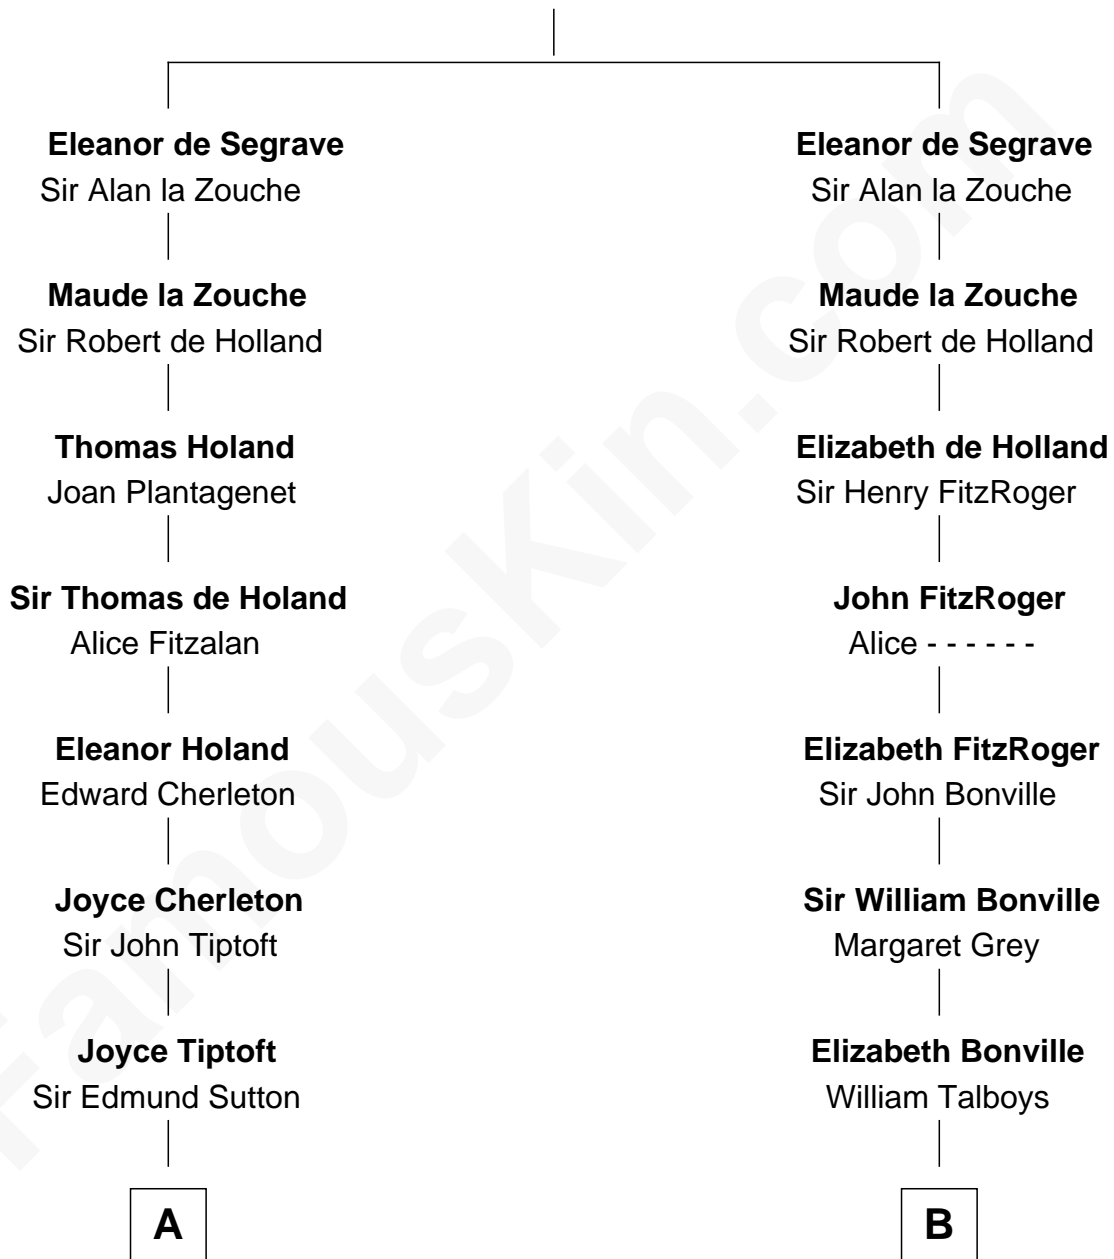 Eleanor de Segrave
Sir Alan la Zouche
Maude la Zouche
Sir Robert de Holland
Thomas Holand
Joan Plantagenet
Sir Thomas de Holand
Alice Fitzalan
Eleanor Holand
Edward Cherleton
Joyce Cherleton
Sir John Tiptoft
Joyce Tiptoft
Sir Edmund Sutton
A
Eleanor de Segrave
Sir Alan la Zouche
Maude la Zouche
Sir Robert de Holland
Elizabeth de Holland
Sir Henry FitzRoger
John FitzRoger
Alice - - - - - -
Elizabeth FitzRoger
Sir John Bonville
Sir William Bonville
Margaret Grey
Elizabeth Bonville
William Talboys
B
FamousKin.com